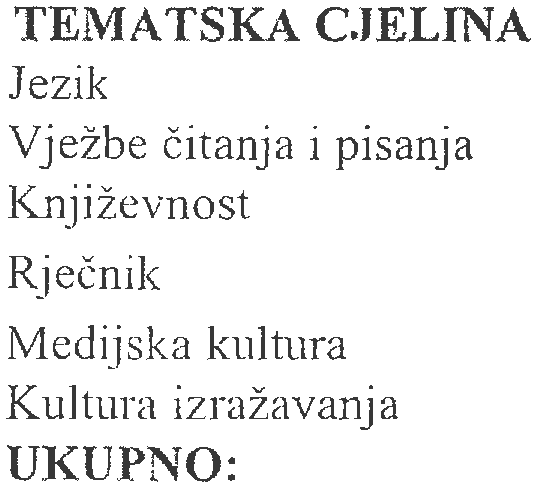 TEMATSKA CJELINA
Jezik
Vježbe čitanja i pisanja
Književnost
Rječnik
Medijska kultura
Kultura izražavanja
UKUPNO: